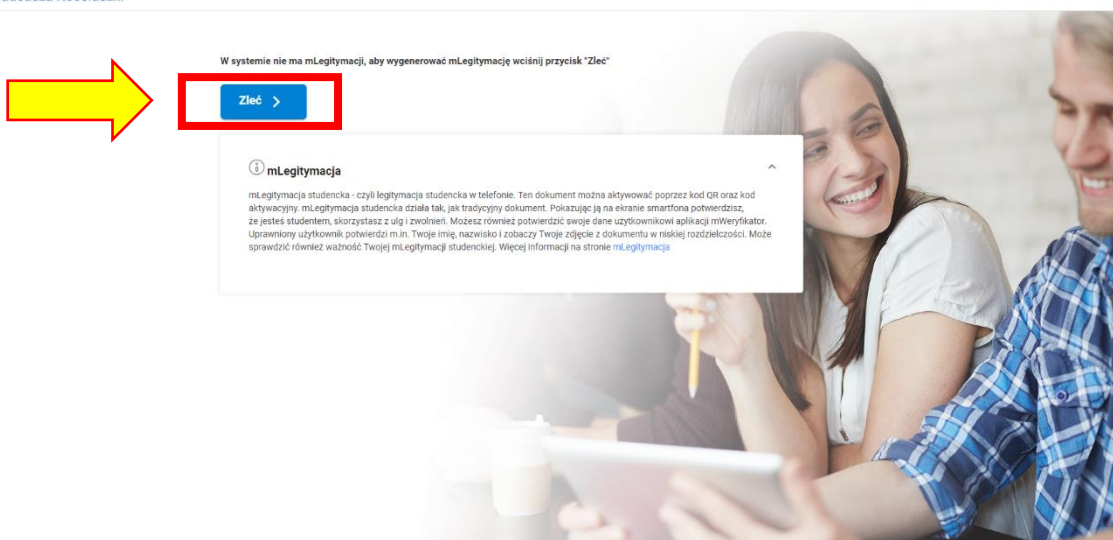 W systemie nie ma mLegitymacji, aby wygenerować mLegitymację wciśnij przycisk "Zleć"
Zleć
mLegitymacja
mLegitymacja studencka - czyli legitymacja studencka w telefonie. Ten dokument można aktywować poprzez kod QR oraz kod
aktywacyjny. mLegitymacja studencka działa tak, jak tradycyjny dokument. Pokazując ją na ekranie smartfona potwierdzisz,
że jesteś studentem, skorzystasz z ulg i zwolnień. Możesz również potwierdzić swoje dane użytkownikowi aplikacji mWeryfikator.
Uprawniony użytkownik potwierdzi m.in. Twoje imię, nazwisko i zobaczy Twoje zdjęcie z dokumentu w niskiej rozdzielczości. Może
sprawdzić również ważność Twojej mLegitymacji studenckiej. Więcej informacji na stronie mLegitymacja